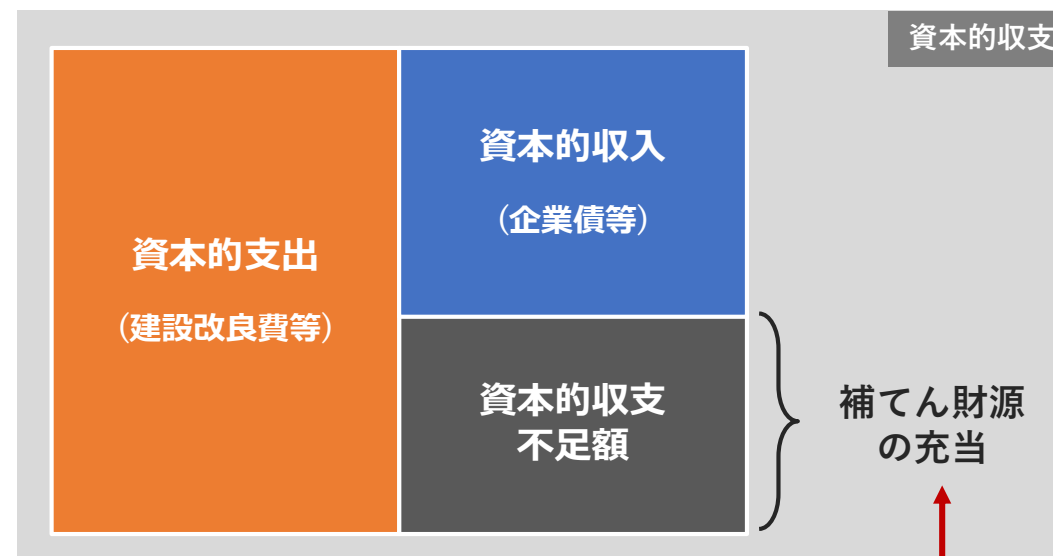 資本的収支
資本的支出
（建設改良費等）
資本的収入
（企業債等）
資本的収支
不足額
補てん財源
の充当